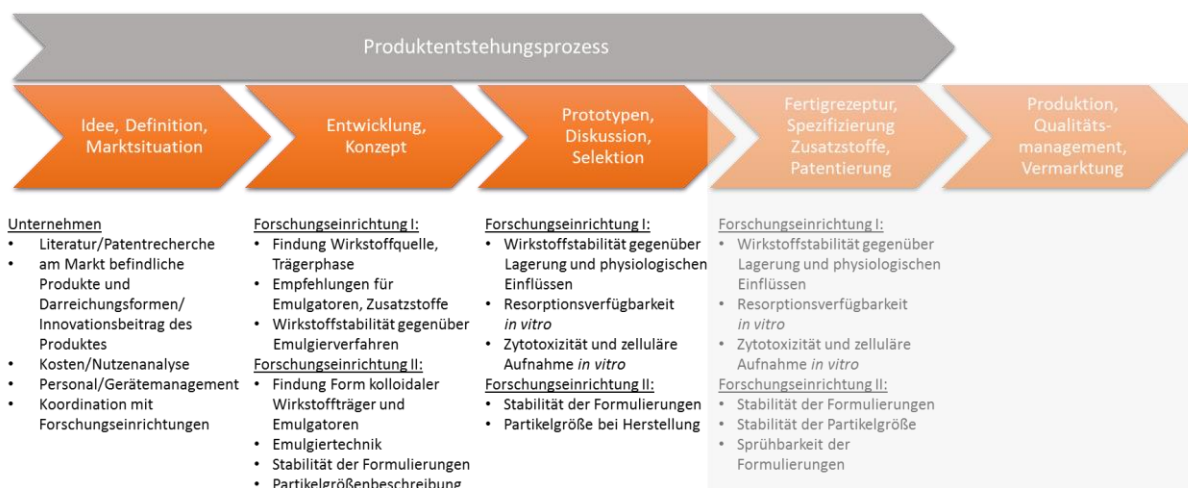 Produktentstehungsprozess
Idee, Definition,
Marktsituation
Entwicklung,
Konzept
Prototypen,
Diskussion,
Selektion
Fertigrezeptur,
Spezifizierung
Zusatzstoffe,
Patentierung
Produktion,
Qualitäts-
management,
Vermarktung
Unternehmen
• Literatur/Patentrecherche
• am Markt befindliche
Produkte und
Darreichungsformen/
Innovationsbeitrag des
Produktes
• Kosten/Nutzenanalyse
• Personal/Gerätemanagement
• Koordination mit
Forschungseinrichtungen
Forschungseinrichtung I:
• Findung Wirkstoffquelle,
Trägerphase
• Empfehlungen für
Emulgatoren, Zusatzstoffe
• Wirkstoffstabilität gegenüber
Emulgierverfahren
Forschungseinrichtung II:
• Findung Form kolloidaler
Wirkstoffträger und
Emulgatoren
• Emulgiertechnik
• Stabilität der Formulierungen
• Partikelgrößenbeschreibung
Forschungseinrichtung I:
• Wirkstoffstabilität gegenüber
Lagerung und physiologischen
Einflüssen
• Resorptionsverfügbarkeit
in vitro
• Zytotoxizität und zelluläre
Aufnahme in vitro
Forschungseinrichtung II:
• Stabilität der Formulierungen
• Partikelgröße bei Herstellung
Forschungseinrichtung I:
• Wirkstoffstabilität gegenüber
Lagerung und physiologischen
Einflüssen
• Resorptionsverfügbarkeit
in vitro
• Zytotoxizität und zelluläre
Aufnahme in vitro
Forschungseinrichtung II:
• Stabilität der Formulierungen
• Stabilität der Partikelgröße
• Sprühbarkeit der
Formulierungen